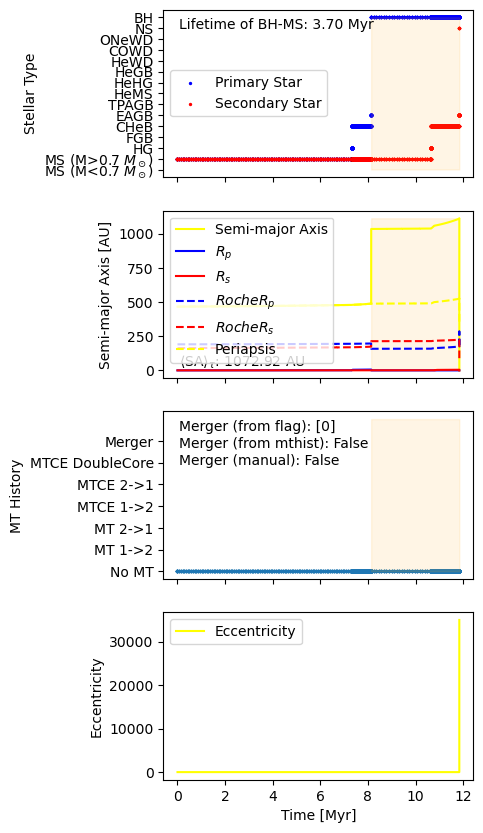 BH
NS
ONeWD
COWD
HeWD
HeGB
HeHG
HeMS
TPAGB
EAGB
CHeB
FGB
HG
MS (M>0.7 M⊙)
MS (M<0.7 M⊙)
Stellar Type
Lifetime of BH-MS: 3.70 Myr
Primary Star
Secondary Star
1000
750
500
250
0
Semi-major Axis [AU]
Semi-major Axis
Rp
Rs
RocheRp
RocheRs
Periapsis
⟨SA⟩t: 1072.92 AU
Merger
MTCE DoubleCore
MTCE 2->1
MTCE 1->2
MT 2->1
MT 1->2
No MT
MT History
Merger (from flag): [0]
Merger (from mthist): False
Merger (manual): False
30000
20000
10000
0
Eccentricity
Eccentricity
0 2 4 6 8 10 12
Time [Myr]